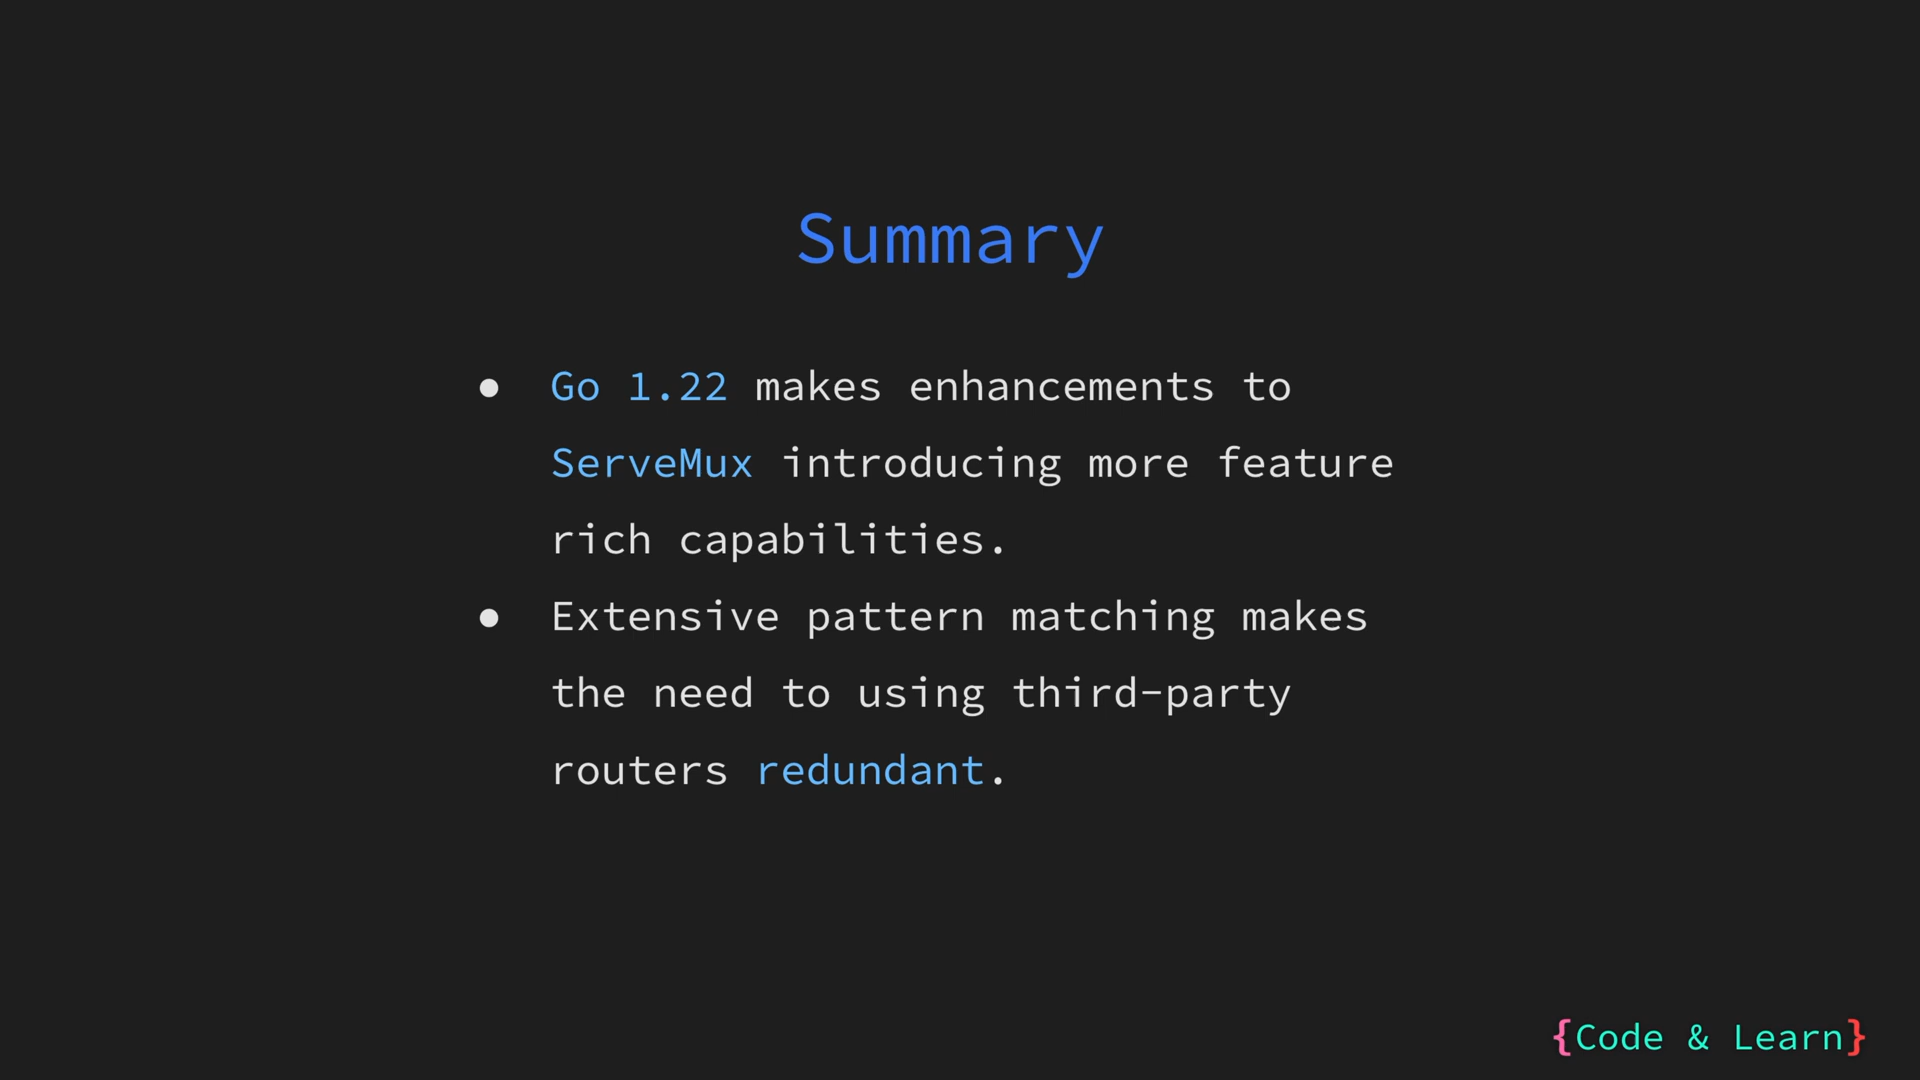 Summary
● Go 1.22 makes enhancements to
ServeMux introducing more feature
rich capabilities.
● Extensive pattern matching makes
the need to using third-party
routers redundant.
{Code & Learn}